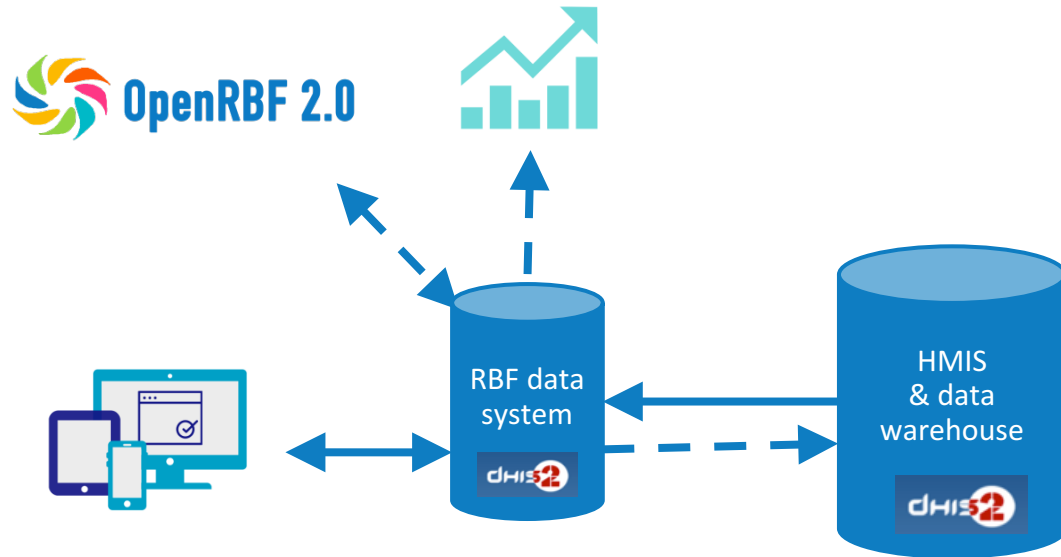 OpenRBF 2.0
RBF data
system
dHIS2
HMIS
& data
warehouse
dHIS2